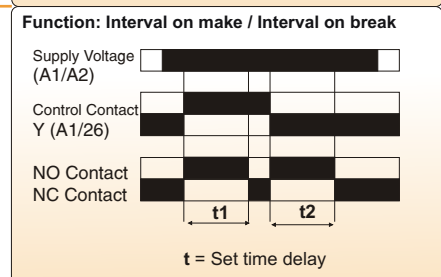 Function: Interval on make / Interval on break
Supply Voltage
(A1/A2)
Control Contact
Y (A1/26)
NO Contact
NC Contact
t1 t2
t = Set time delay